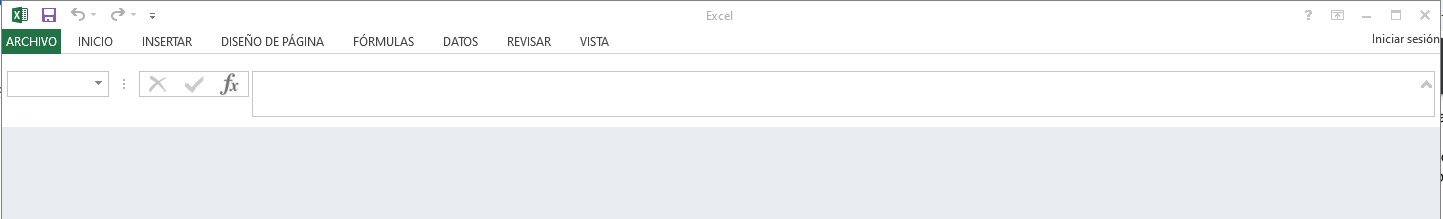 Excel
?
ARCHIVO INICIO INSERTAR DISEÑO DE PÁGINA FÓRMULAS DATOS REVISAR VISTA Iniciar sesión
fx